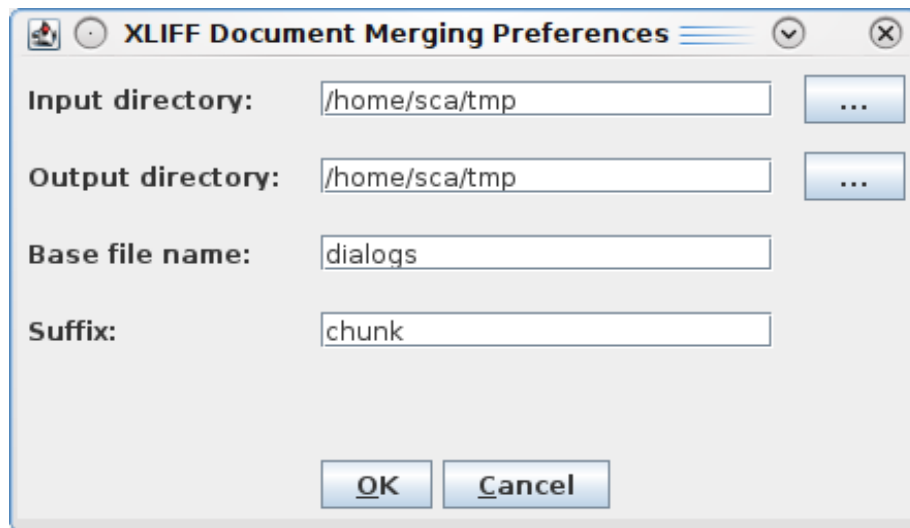 XLIFF Document Merging Preferences
Input directory: /home/sca/tmp ...
Output directory: /home/sca/tmp ...
Base file name: dialogs
Suffix: chunk
OK Cancel